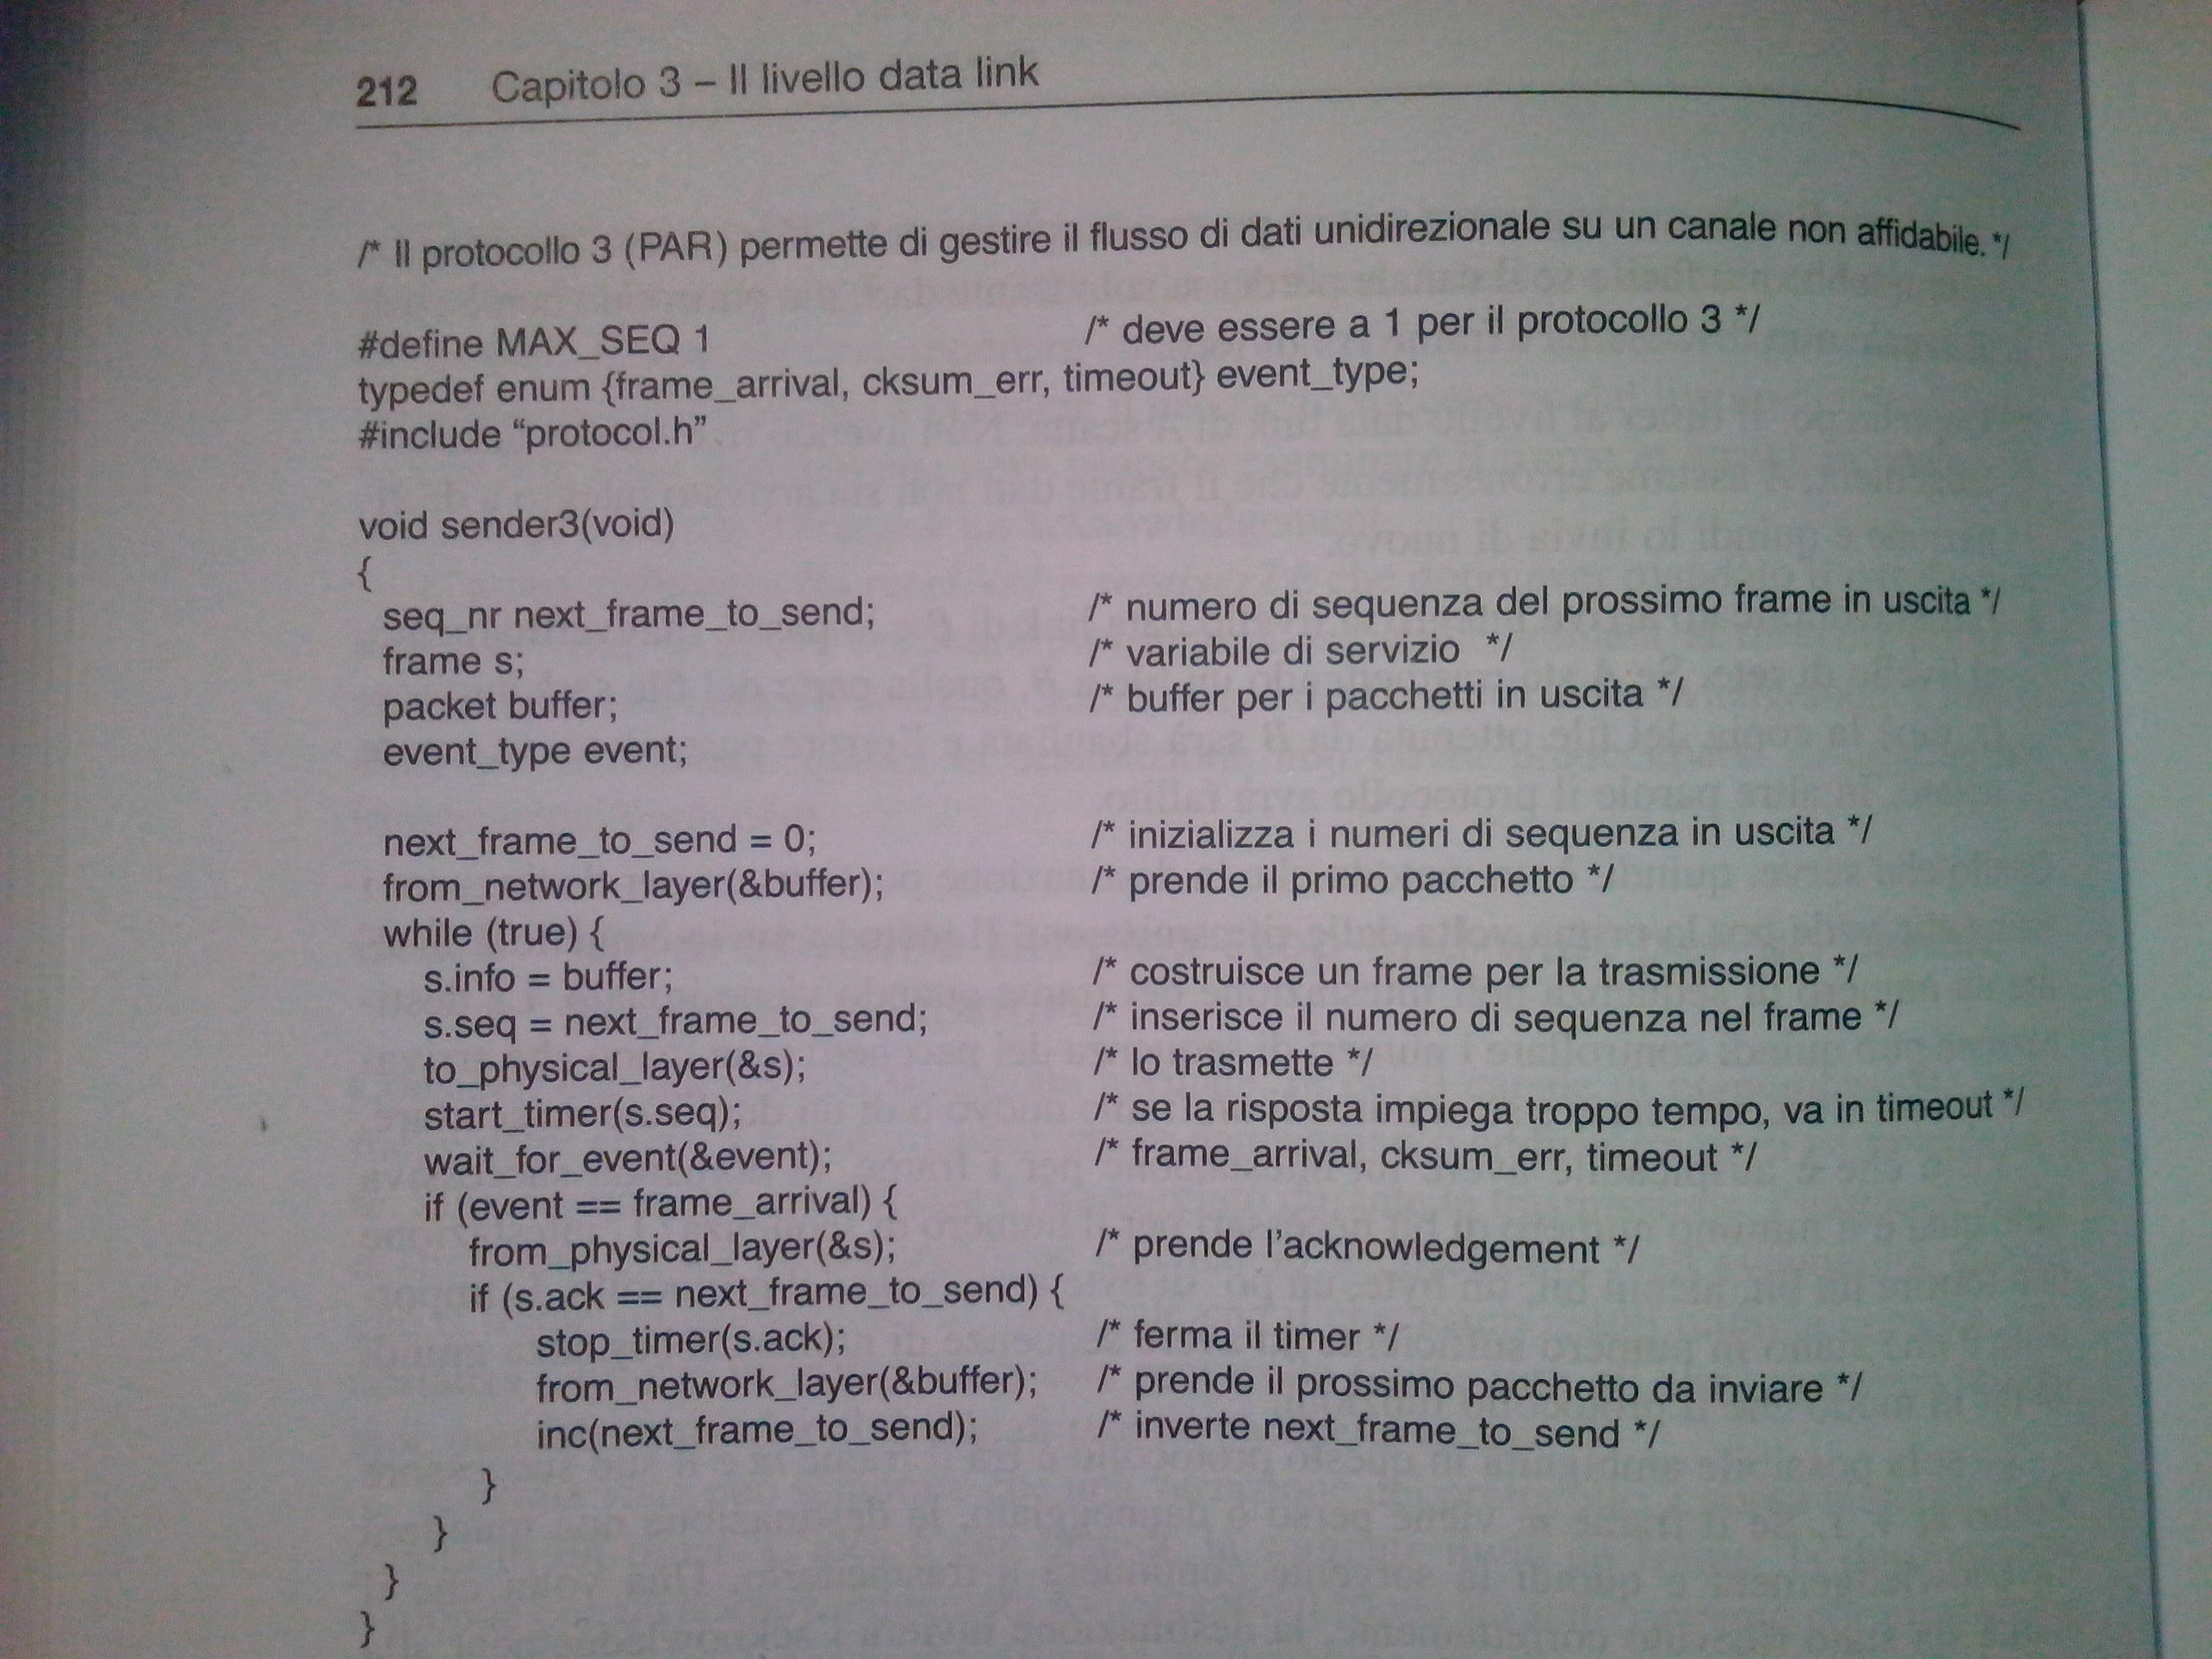 212 Capitolo 3 – Il livello data link
/* Il protocollo 3 (PAR) permette di gestire il flusso di dati unidirezionale su un canale non affidabile. */
#define MAX_SEQ 1 /* deve essere a 1 per il protocollo 3 */
typedef enum {frame_arrival, cksum_err, timeout} event_type;
#include “protocol.h”
void sender3(void)
{
seq_nr next_frame_to_send; /* numero di sequenza del prossimo frame in uscita */
frame s; /* variabile di servizio */
packet buffer; /* buffer per i pacchetti in uscita */
event_type event;
next_frame_to_send = 0; /* inizializza i numeri di sequenza in uscita */
from_network_layer(&buffer); /* prende il primo pacchetto */
while (true) {
s.info = buffer; /* costruisce un frame per la trasmissione */
s.seq = next_frame_to_send; /* inserisce il numero di sequenza nel frame */
to_physical_layer(&s); /* lo trasmette */
start_timer(s.seq); /* se la risposta impiega troppo tempo, va in timeout */
wait_for_event(&event); /* frame_arrival, cksum_err, timeout */
if (event == frame_arrival) {
from_physical_layer(&s); /* prende l’acknowledgement */
if (s.ack == next_frame_to_send) {
stop_timer(s.ack); /* ferma il timer */
from_network_layer(&buffer); /* prende il prossimo pacchetto da inviare */
inc(next_frame_to_send); /* inverte next_frame_to_send */
}
}
}
}